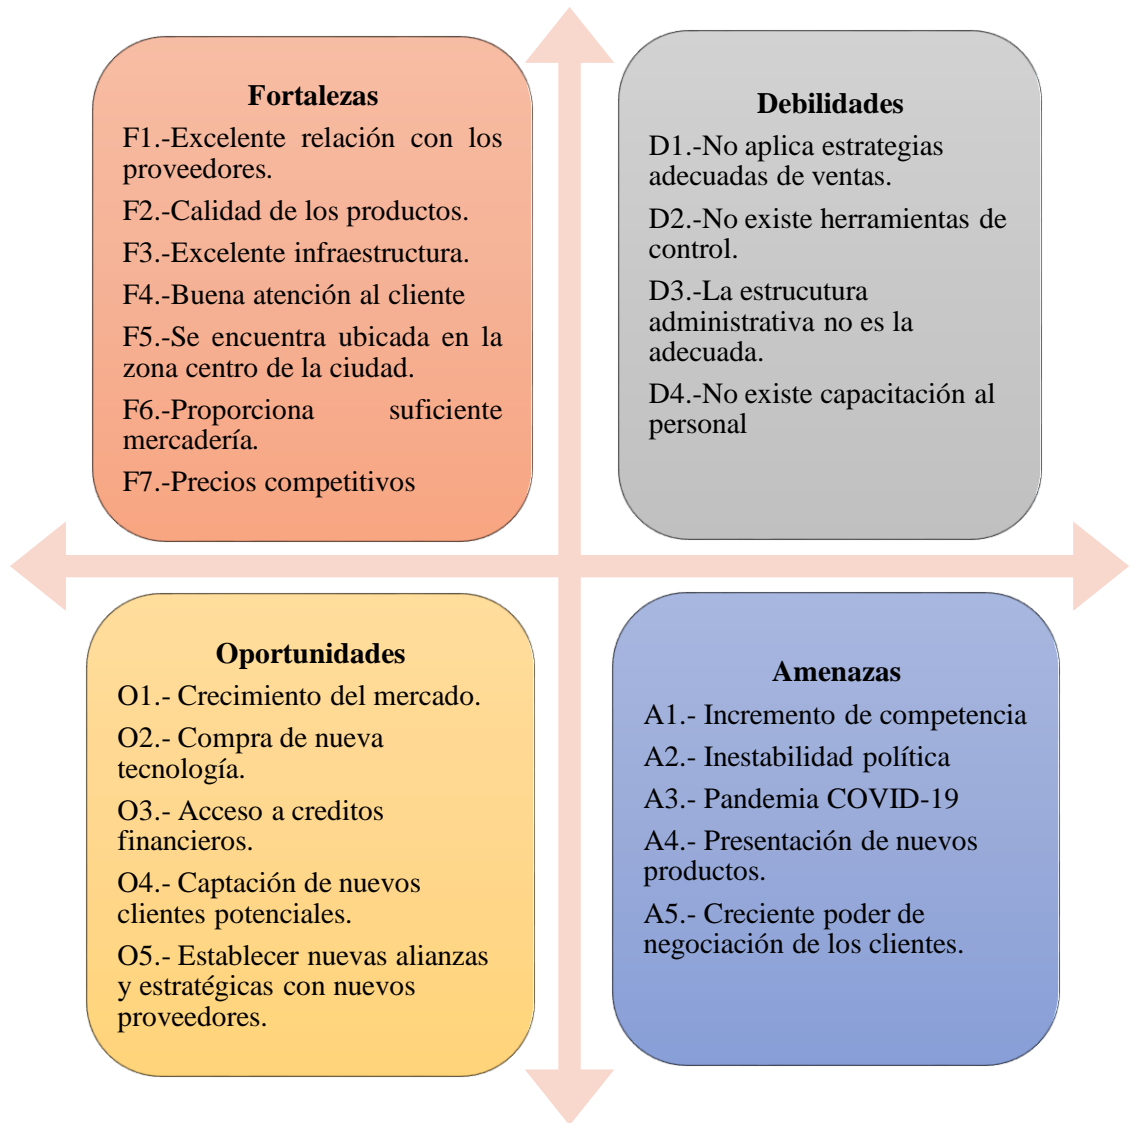 Fortalezas
F1.-Excelente relación con los
proveedores.
F2.-Calidad de los productos.
F3.-Excelente infraestructura.
F4.-Buena atención al cliente
F5.-Se encuentra ubicada en la
zona centro de la ciudad.
F6.-Proporciona suficiente
mercadería.
F7.-Precios competitivos
Debilidades
D1.-No aplica estrategias
adecuadas de ventas.
D2.-No existe herramientas de
control.
D3.-La estrucutura
administrativa no es la
adecuada.
D4.-No existe capacitación al
personal
Oportunidades
O1.- Crecimiento del mercado.
O2.- Compra de nueva
tecnología.
O3.- Acceso a creditos
financieros.
O4.- Captación de nuevos
clientes potenciales.
O5.- Establecer nuevas alianzas
y estratégicas con nuevos
proveedores.
Amenazas
A1.- Incremento de competencia
A2.- Inestabilidad política
A3.- Pandemia COVID-19
A4.- Presentación de nuevos
productos.
A5.- Creciente poder de
negociación de los clientes.